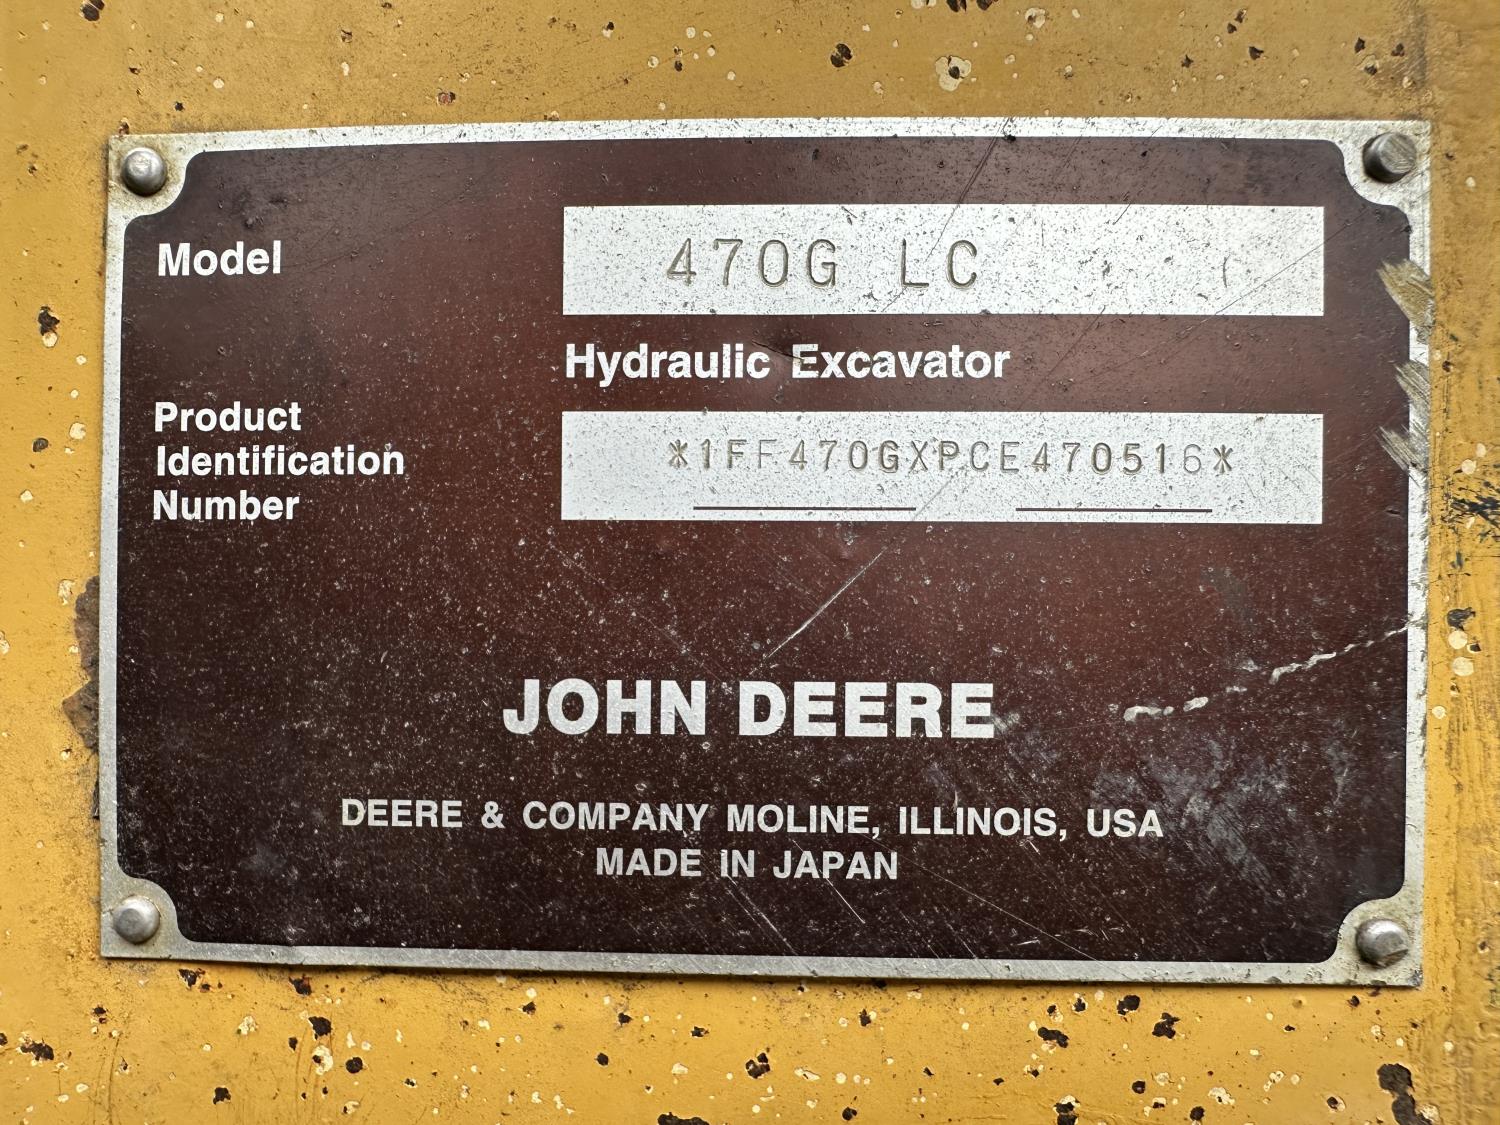 Model
470G LC
Hydraulic Excavator
Product
Identification
Number
*1FF470GXPCE470516*
JOHN DEERE
DEERE & COMPANY MOLINE, ILLINOIS, USA
MADE IN JAPAN